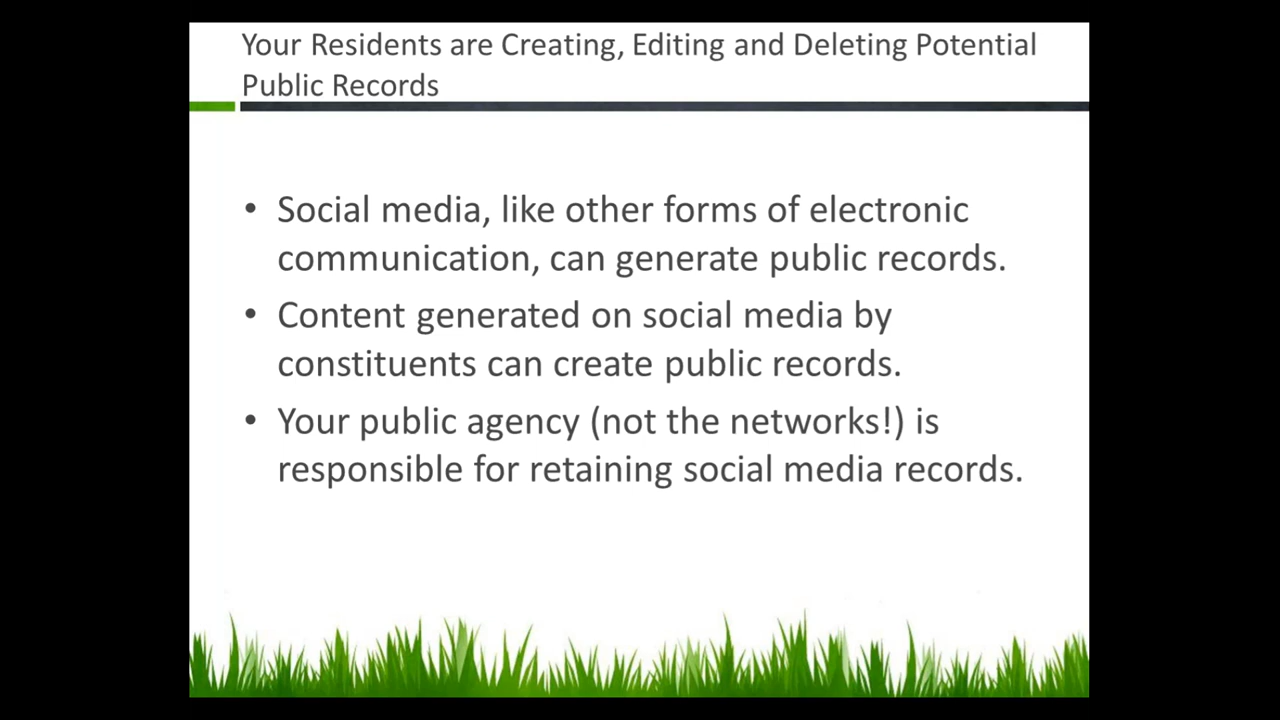 Your Residents are Creating, Editing and Deleting Potential
Public Records
• Social media, like other forms of electronic
communication, can generate public records.
• Content generated on social media by
constituents can create public records.
• Your public agency (not the networks!) is
responsible for retaining social media records.